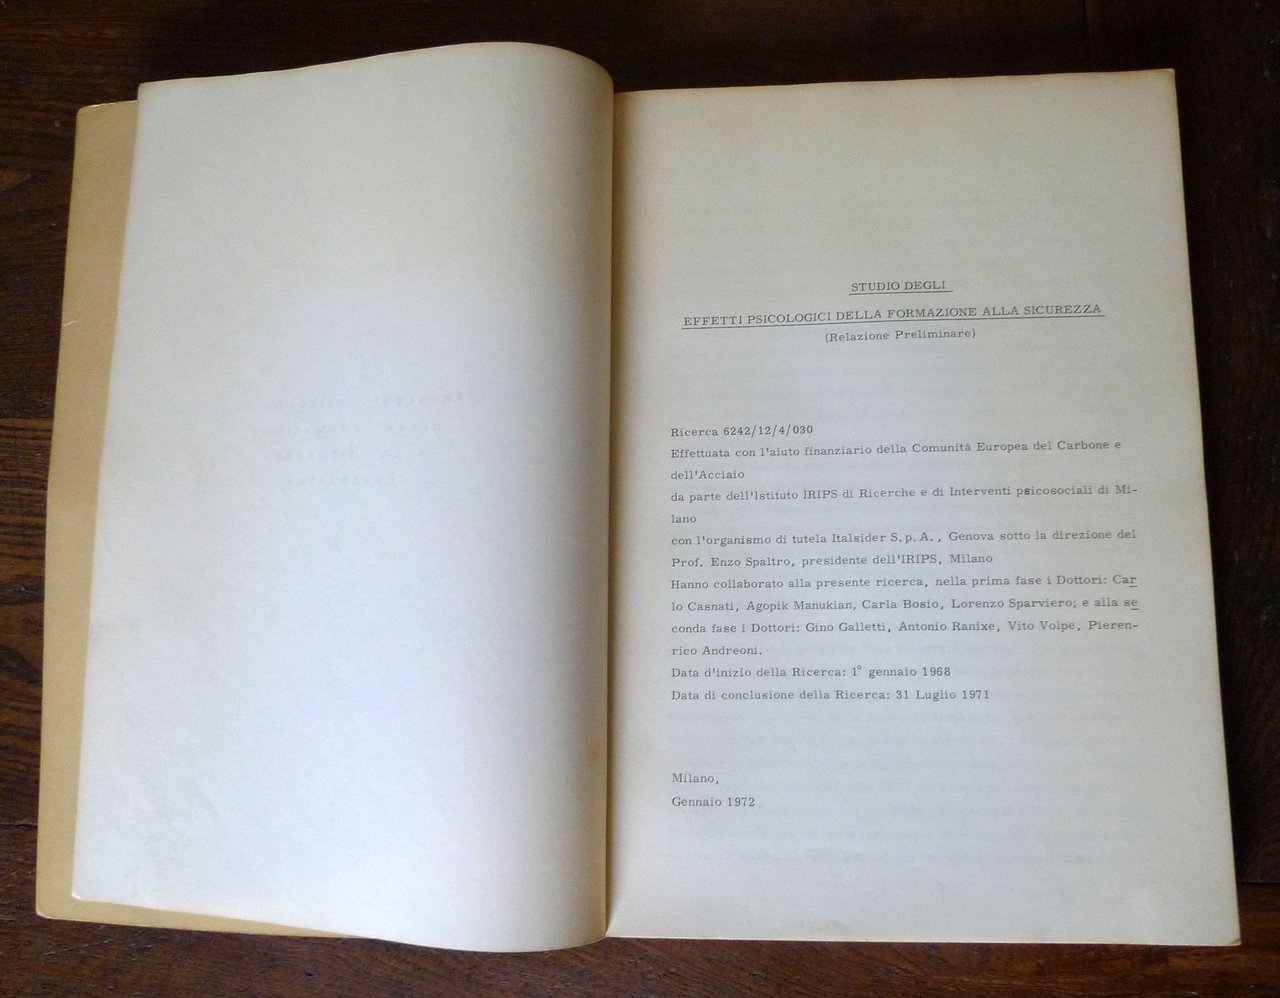 STUDIO DEGLI
EFFETTI PSICOLOGICI DELLA FORMAZIONE ALLA SICUREZZA
(Relazione Preliminare)
Ricerca 6242/12/4/030
Effettuata con l'aiuto finanziario della Comunità Europea del Carbone e
dell'Acciaio
da parte dell'Istituto IRIPS di Ricerche e di Interventi psicosociali di Mi-
lano
con l'organismo di tutela Italsider S.p.A., Genova sotto la direzione del
Prof. Enzo Spaltro, presidente dell'IRIPS, Milano
Hanno collaborato alla presente ricerca, nella prima fase i Dottori: Car
lo Casnati, Agopik Manukian, Carla Bosio, Lorenzo Sparviero; e alla se
conda fase i Dottori: Gino Galletti, Antonio Ranixe, Vito Volpe, Pieren-
rico Andreoni.
Data d'inizio della Ricerca: 1° gennaio 1968
Data di conclusione della Ricerca: 31 Luglio 1971
Milano,
Gennaio 1972